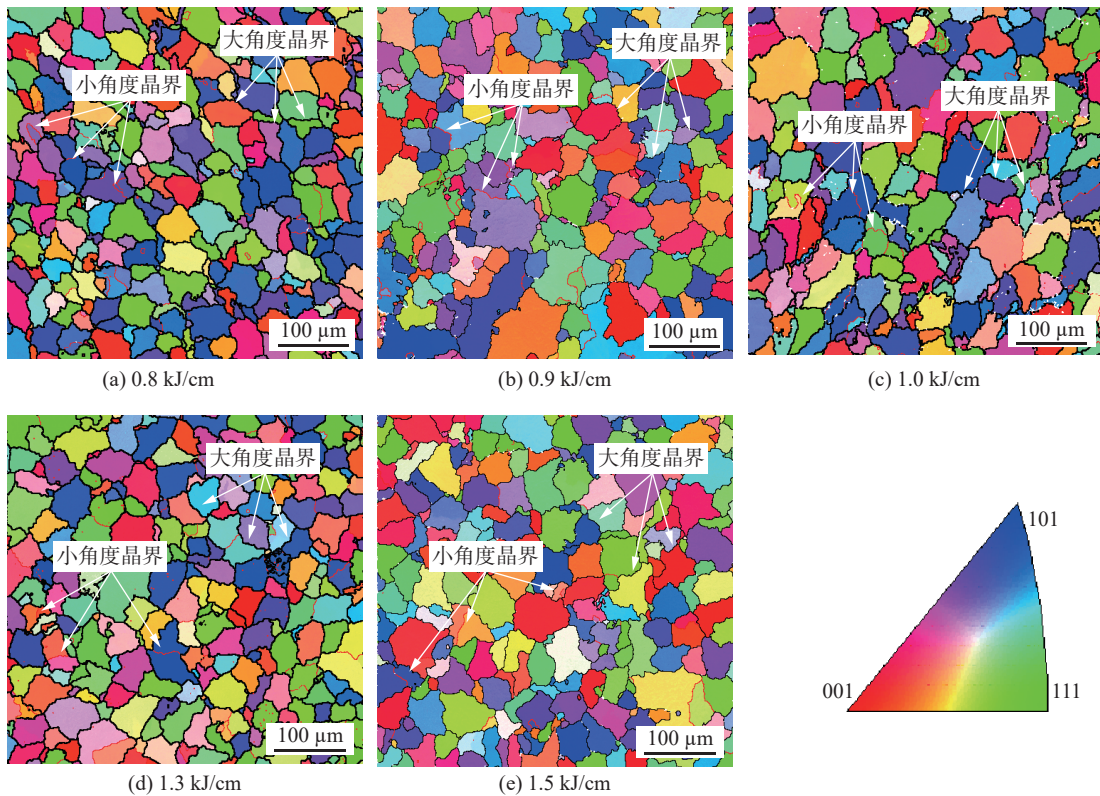 大角度晶界
小角度晶界
100 µm
(a) 0.8 kJ/cm
大角度晶界
小角度晶界
100 µm
(b) 0.9 kJ/cm
大角度晶界
小角度晶界
100 µm
(c) 1.0 kJ/cm
大角度晶界
小角度晶界
100 µm
(d) 1.3 kJ/cm
大角度晶界
小角度晶界
100 µm
(e) 1.5 kJ/cm
101
001
111